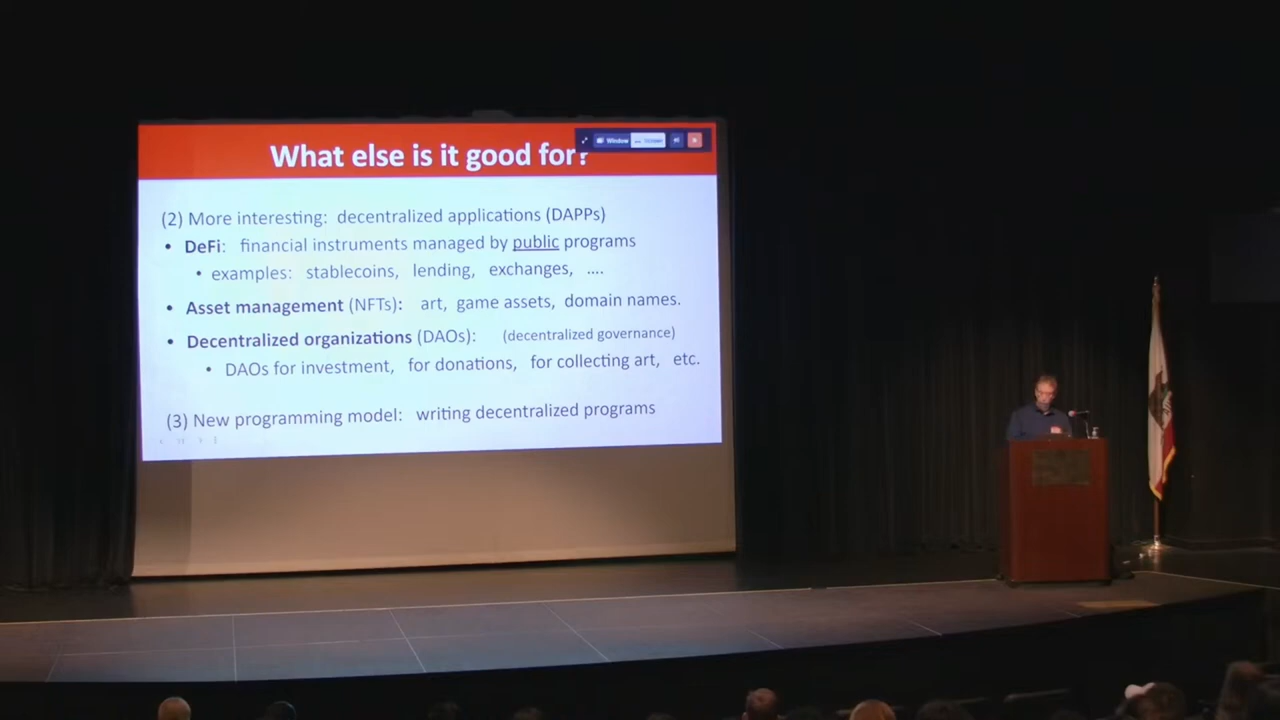 What else is it good for?
Window
(2) More interesting: decentralized applications (DAPPs)
• DeFi: financial instruments managed by public programs
• examples: stablecoins, lending, exchanges, ....
• Asset management (NFTs): art, game assets, domain names.
• Decentralized organizations (DAOs): (decentralized governance)
• DAOs for investment, for donations, for collecting art, etc.
(3) New programming model: writing decentralized programs